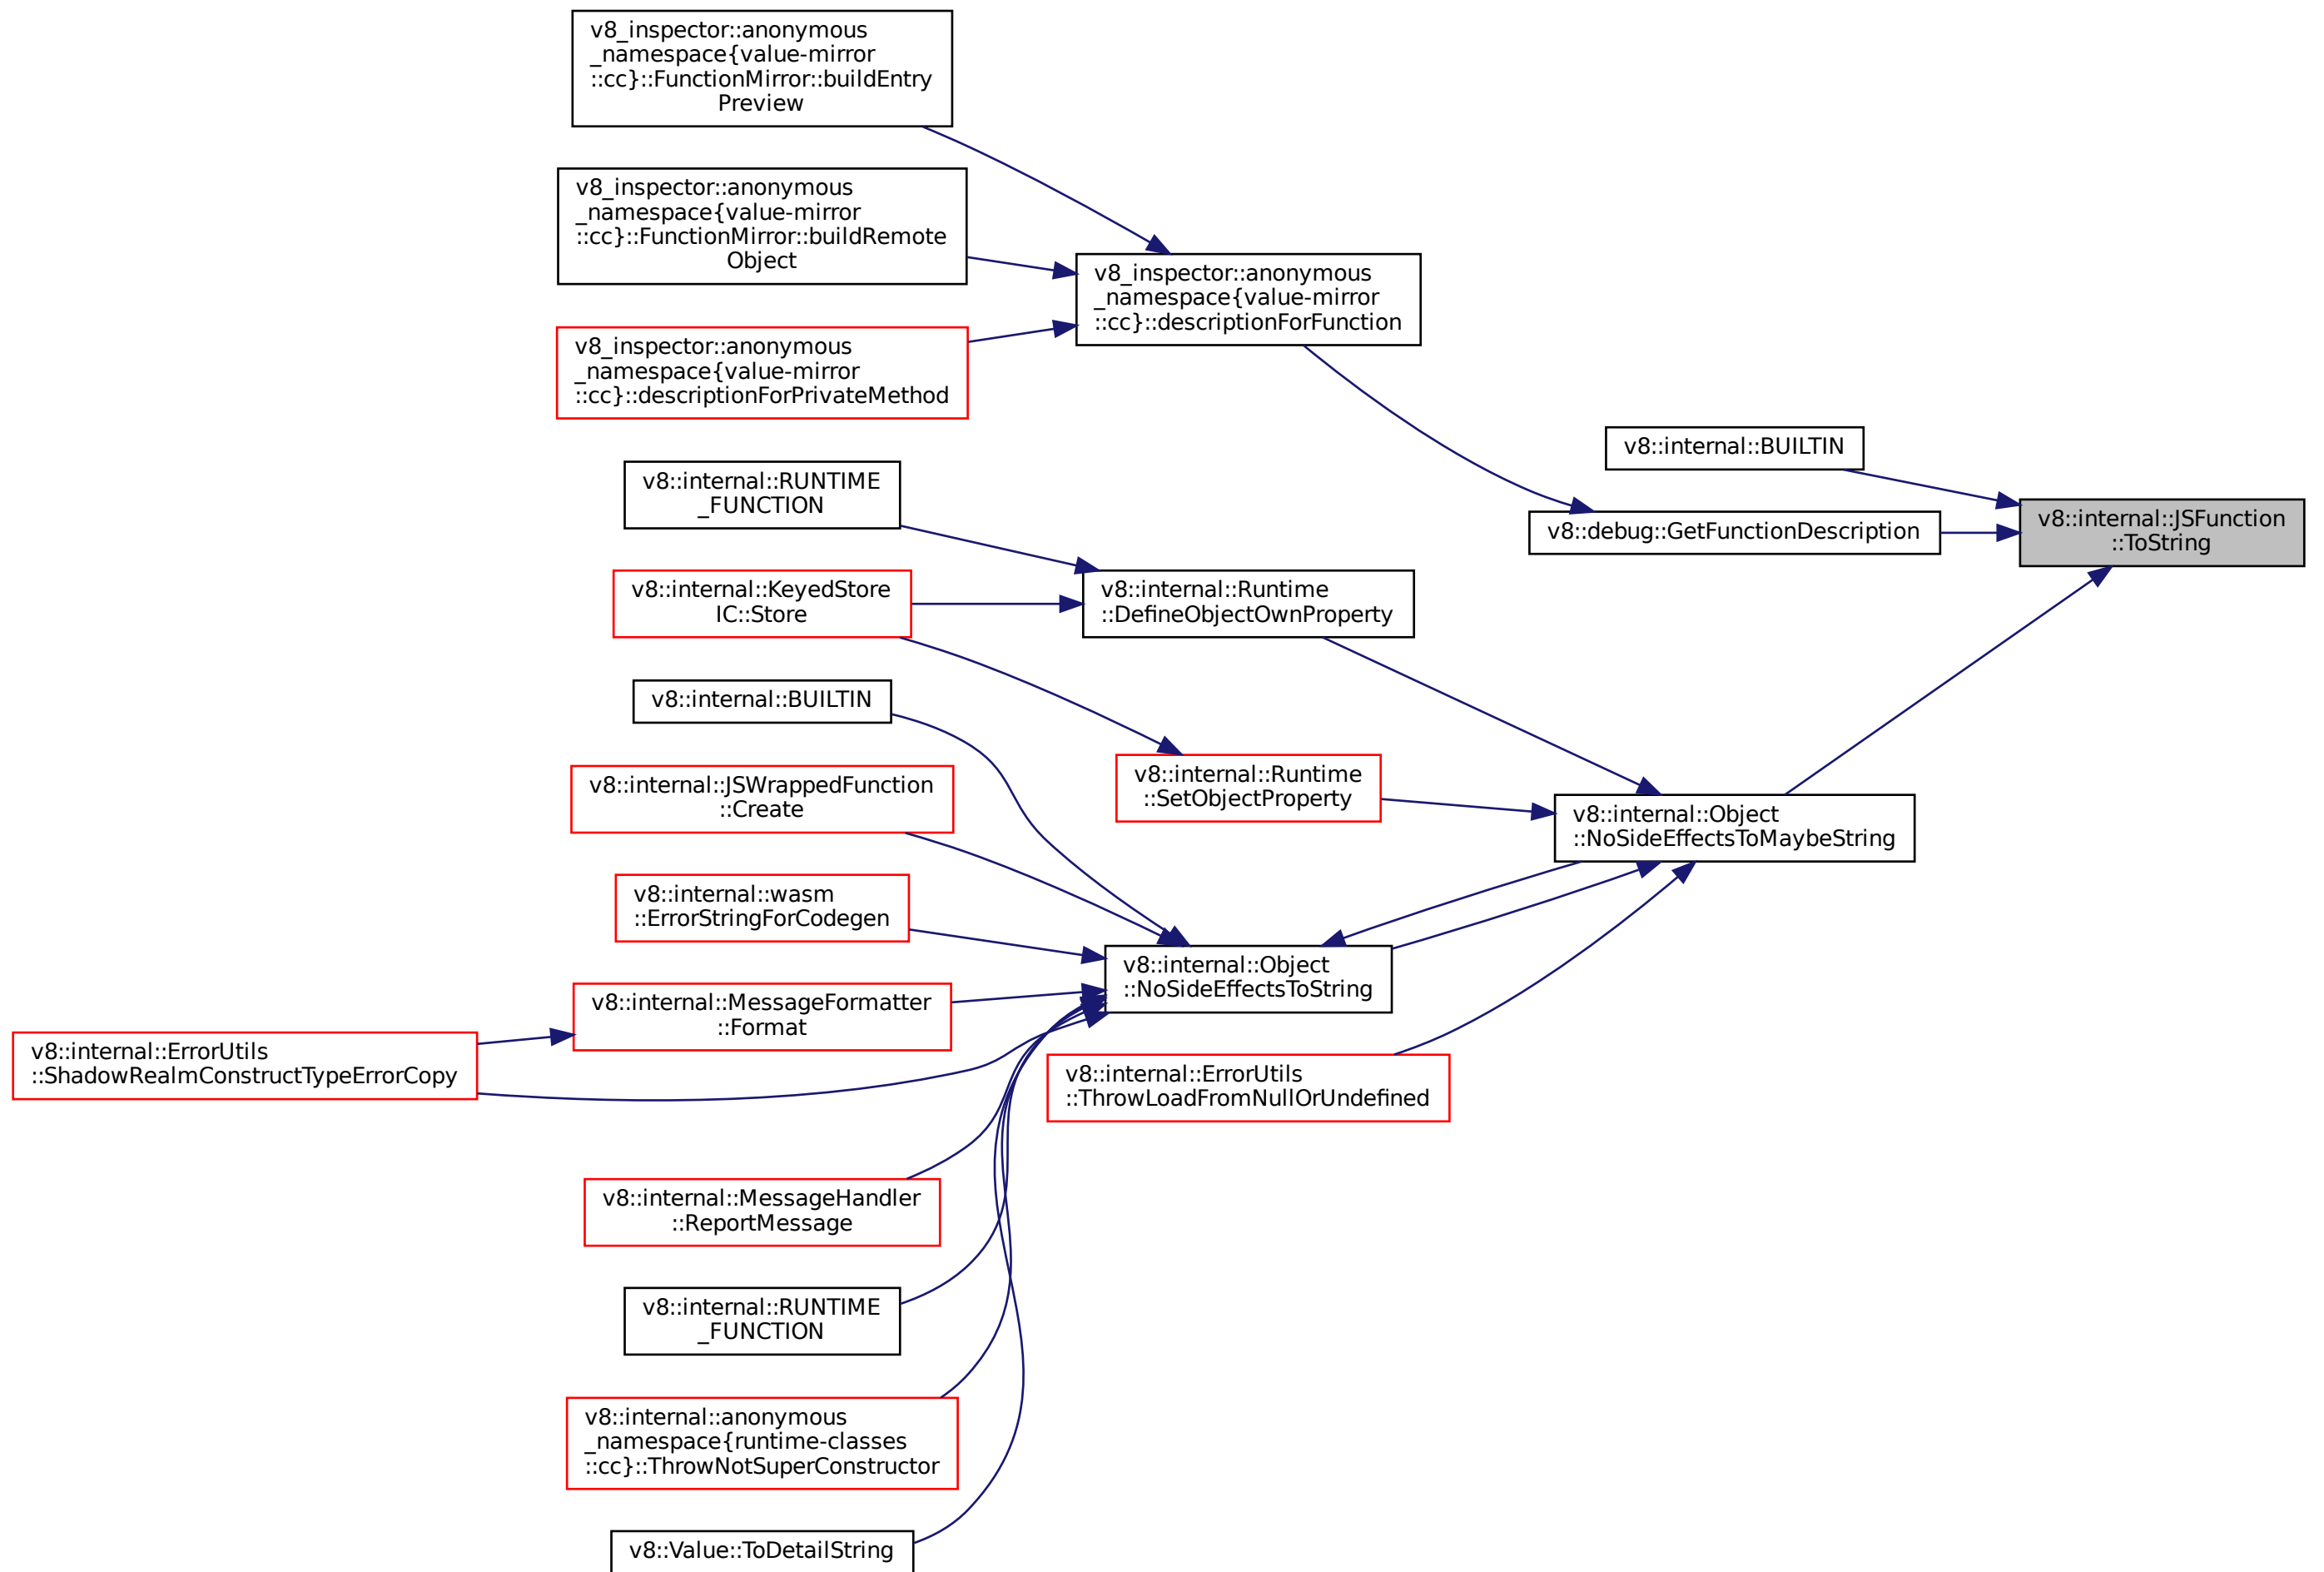 v8_inspector::anonymous
_namespace{value-mirror
::cc}::FunctionMirror::buildEntry
Preview
v8_inspector::anonymous
_namespace{value-mirror
::cc}::FunctionMirror::buildRemote
Object
v8_inspector::anonymous
_namespace{value-mirror
::cc}::descriptionForFunction
v8_inspector::anonymous
_namespace{value-mirror
::cc}::descriptionForPrivateMethod
v8::internal::BUILTIN
v8::internal::RUNTIME
_FUNCTION
v8::internal::JSFunction
::ToString
v8::debug::GetFunctionDescription
v8::internal::KeyedStore
IC::Store
v8::internal::Runtime
::DefineObjectOwnProperty
v8::internal::BUILTIN
v8::internal::Runtime
::SetObjectProperty
v8::internal::JSWrappedFunction
::Create
v8::internal::Object
::NoSideEffectsToMaybeString
v8::internal::wasm
::ErrorStringForCodegen
v8::internal::Object
::NoSideEffectsToString
v8::internal::MessageFormatter
::Format
v8::internal::ErrorUtils
::ShadowRealmConstructTypeErrorCopy
v8::internal::ErrorUtils
::ThrowLoadFromNullOrUndefined
v8::internal::MessageHandler
::ReportMessage
v8::internal::RUNTIME
_FUNCTION
v8::internal::anonymous
_namespace{runtime-classes
::cc}::ThrowNotSuperConstructor
v8::Value::ToDetailString